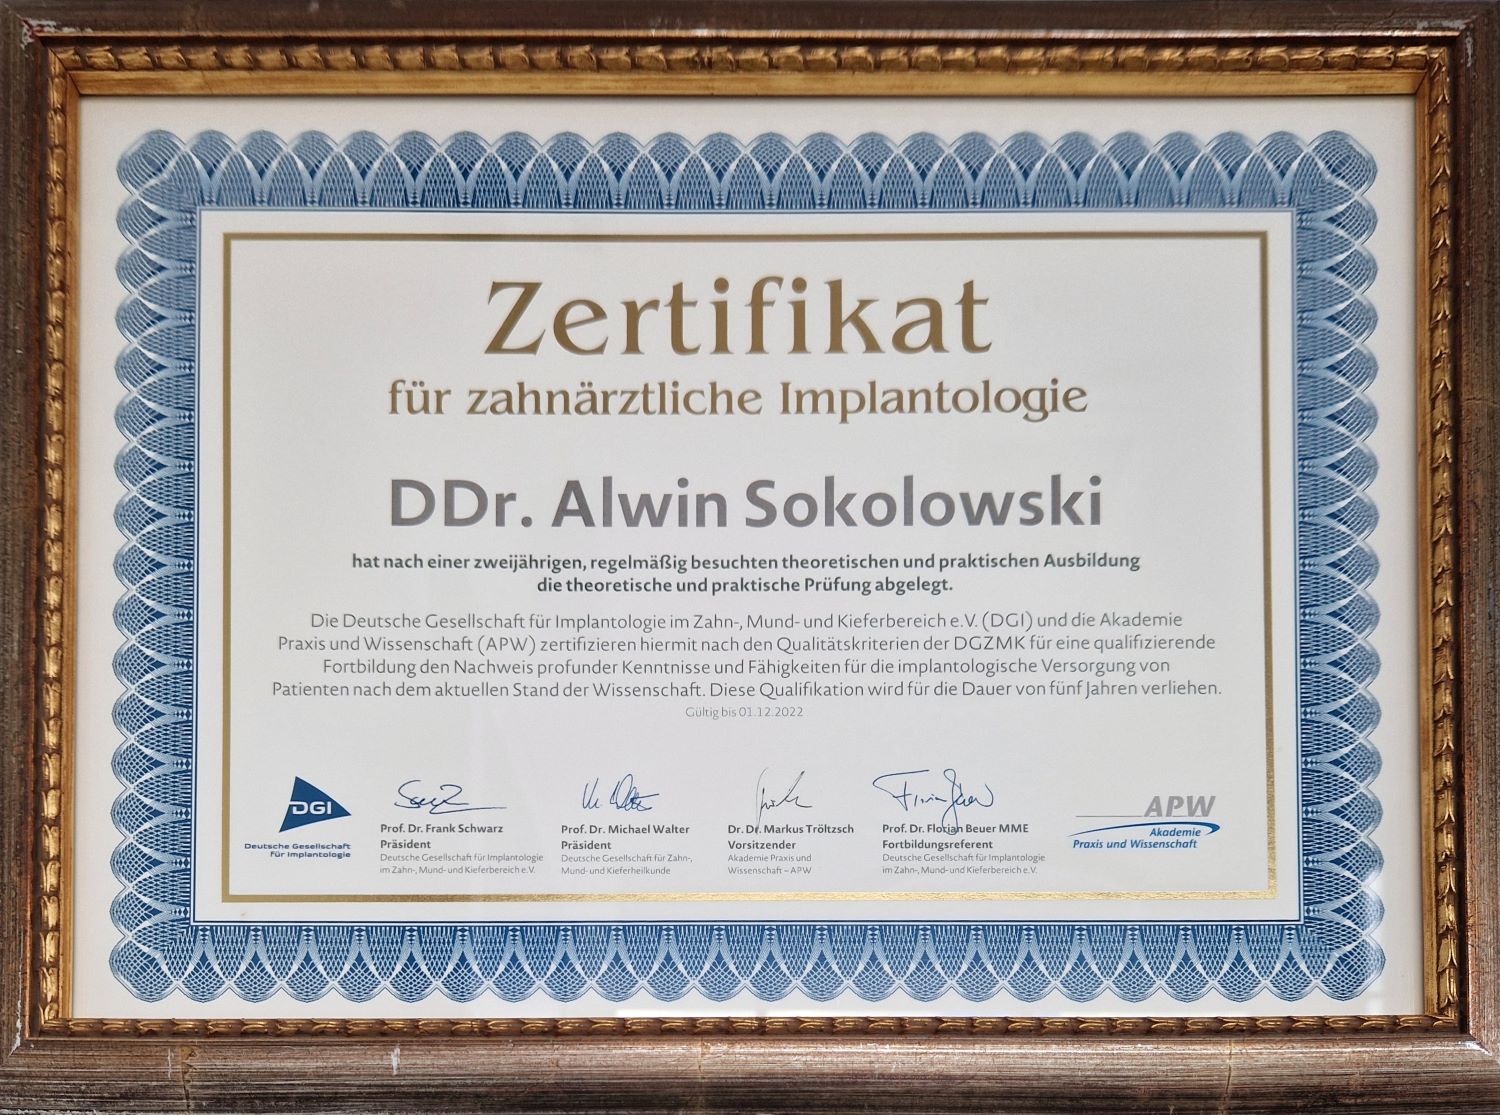 Zertifikat
für zahnärztliche Implantologie
DDr. Alwin Sokolowski
hat nach einer zweijährigen, regelmäßig besuchten theoretischen und praktischen Ausbildung
die theoretische und praktische Prüfung abgelegt.
Die Deutsche Gesellschaft für Implantologie im Zahn-, Mund- und Kieferbereich e.V. (DGI) und die Akademie
Praxis und Wissenschaft (APW) zertifizieren hiermit nach den Qualitätskriterien der DGZMK für eine qualifizierende
Fortbildung den Nachweis profunder Kenntnisse und Fähigkeiten für die implantologische Versorgung von
Patienten nach dem aktuellen Stand der Wissenschaft. Diese Qualifikation wird für die Dauer von fünf Jahren verliehen.
Gültig bis 01.12.2022
DGI
Deutsche Gesellschaft
für Implantologie
Prof. Dr. Frank Schwarz
Präsident
Deutsche Gesellschaft für Implantologie
im Zahn-, Mund- und Kieferbereich e.V.
Prof. Dr. Michael Walter
Präsident
Deutsche Gesellschaft für Zahn-,
Mund- und Kieferheilkunde
Dr. Dr. Markus Tröltzsch
Vorsitzender
Akademie Praxis und
Wissenschaft – APW
Prof. Dr. Florian Beuer MME
Fortbildungsreferent
Deutsche Gesellschaft für Implantologie
im Zahn-, Mund- und Kieferbereich e.V.
APW
Akademie
Praxis und Wissenschaft